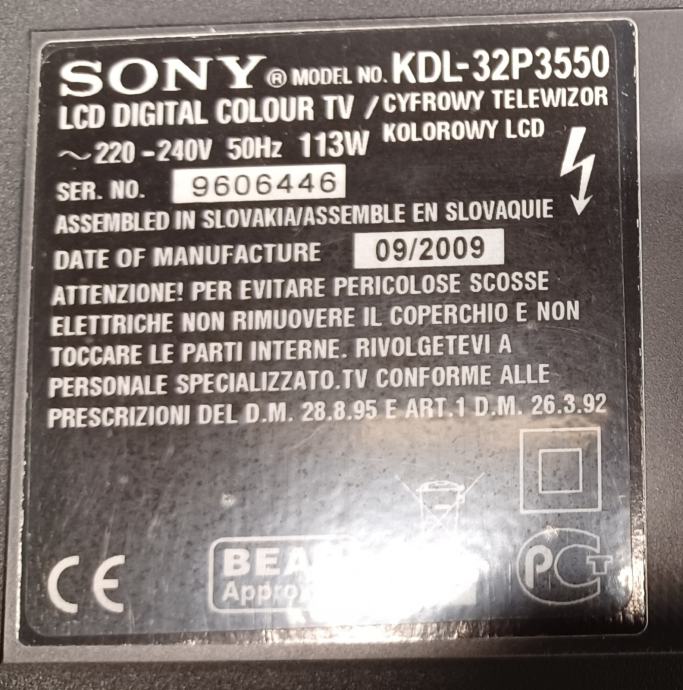 SONY® MODEL NO. KDL-32P3550
LCD DIGITAL COLOUR TV / CYFROWY TELEWIZOR
KOLOROWY LCD
~ 220 -240V 50Hz 113W
SER. NO. 9606446
ASSEMBLED IN SLOVAKIA/ASSEMBLE EN SLOVAQUIE
DATE OF MANUFACTURE 09/2009
ATTENZIONE! PER EVITARE PERICOLOSE SCOSSE
ELETTRICHE NON RIMUOVERE IL COPERCHIO E NON
TOCCARE LE PARTI INTERNE. RIVOLGETEVI A
PERSONALE SPECIALIZZATO.TV CONFORME ALLE
PRESCRIZIONI DEL D.M. 28.8.95 E ART.1 D.M. 26.3.92
CE
PCT